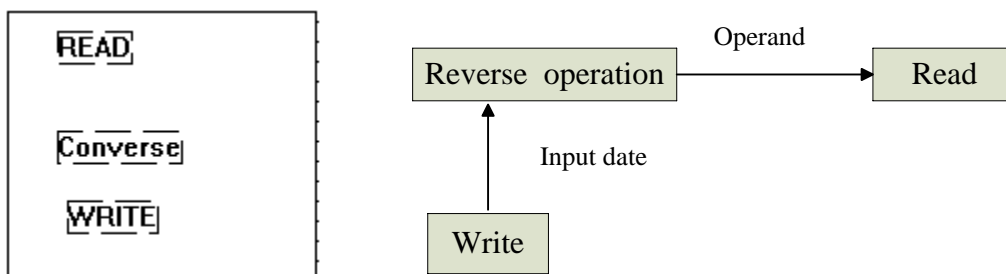 READ
Converse
WRITE
Operand
Reverse operation
Read
Input date
Write